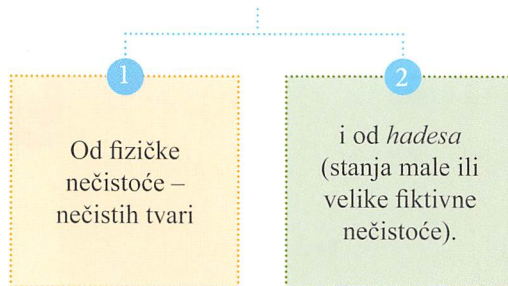 1
Od fizičke
nečistoće –
nečistih tvari
2
i od hadesa
(stanja male ili
velike fiktivne
nečistoće).